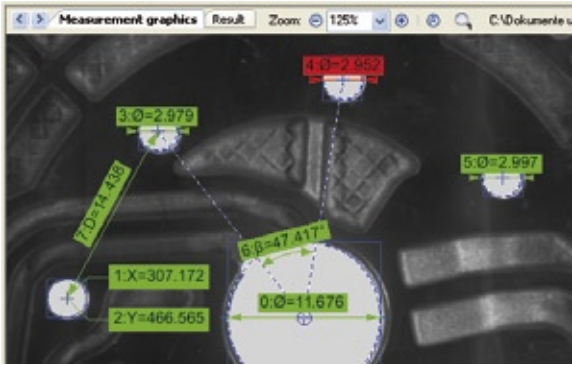 Measurement graphics Result Zoom: 125% C:\Dokumente u
4:Ø=2.952
3:Ø=2.979
5:Ø=2.997
7:D=14.438
6:β=47.417°
1:X=307.172
0:Ø=11.676
2:Y=466.565